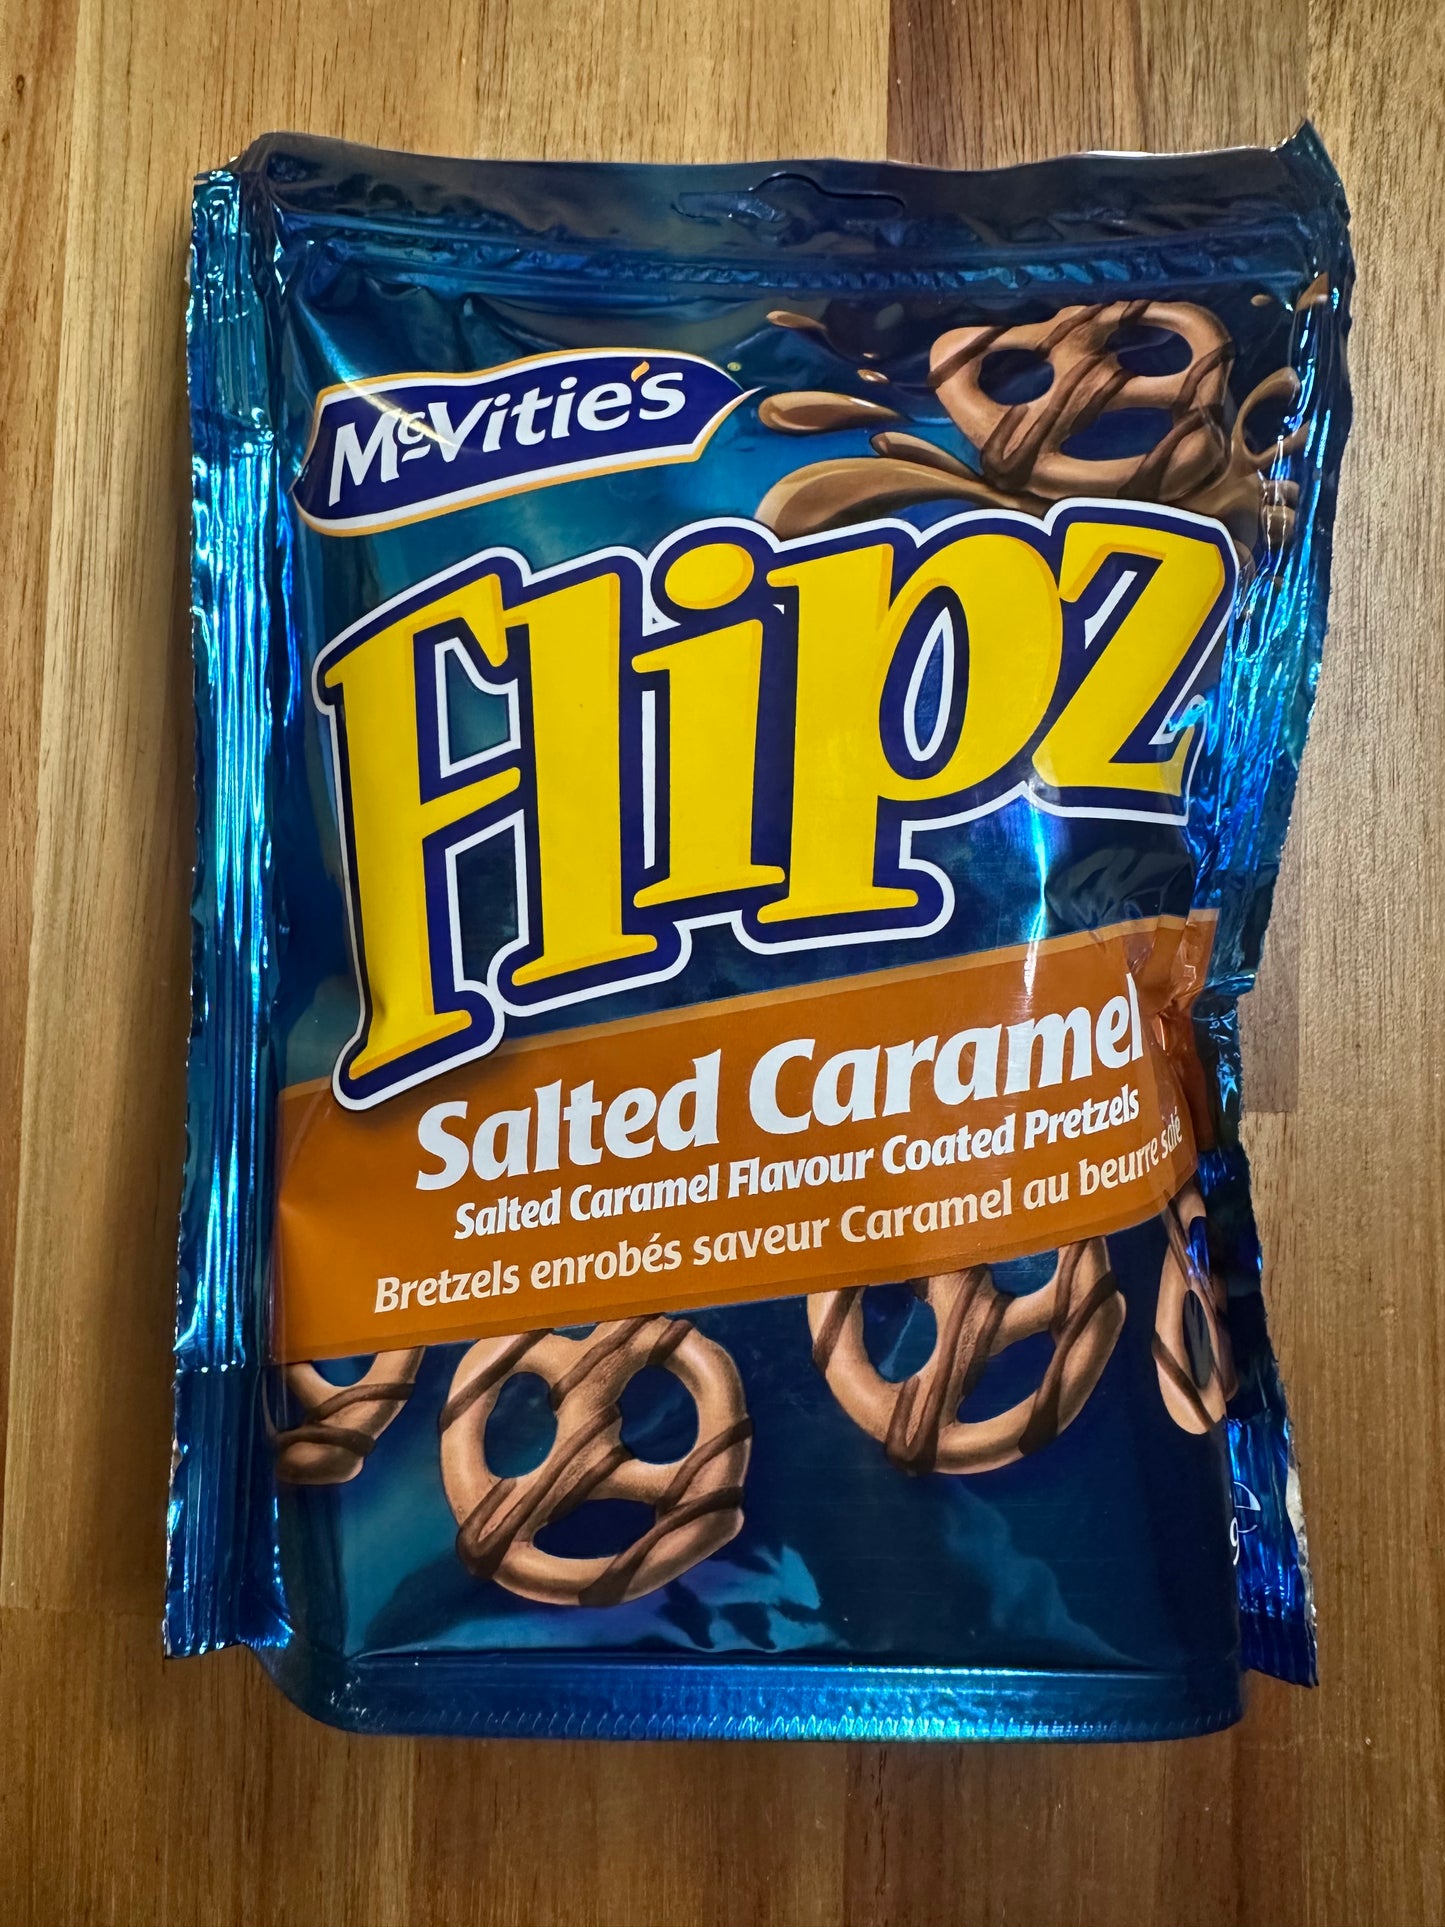 McVitie's
Flipz
Salted Caramel
Salted Caramel Flavour Coated Pretzels
Bretzels enrobés saveur Caramel au beurre salé